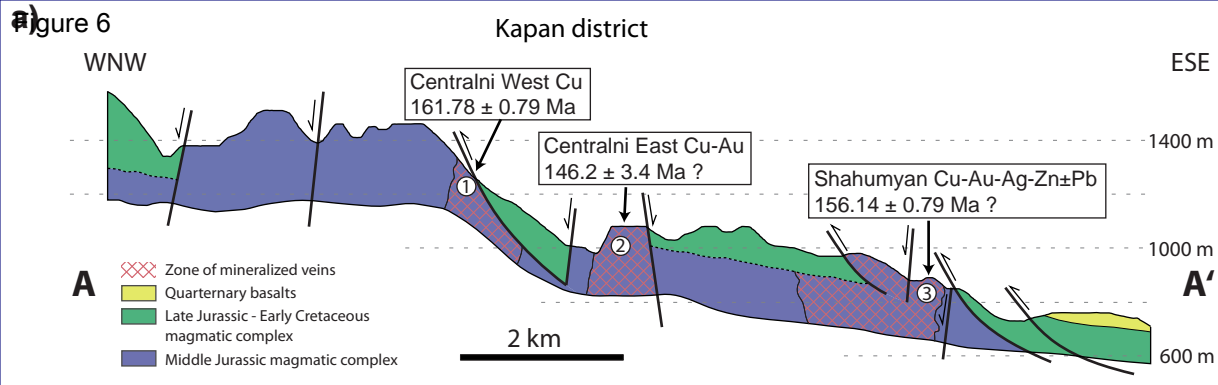 a)
Figure 6
Kapan district
WNW
ESE
Centralni West Cu
161.78 ± 0.79 Ma
Centralni East Cu-Au
146.2 ± 3.4 Ma ?
Shahumyan Cu-Au-Ag-Zn±Pb
156.14 ± 0.79 Ma ?
1400 m
1000 m
600 m
1
2
3
A
A'
Zone of mineralized veins
Quarternary basalts
Late Jurassic - Early Cretaceous
magmatic complex
Middle Jurassic magmatic complex
2 km